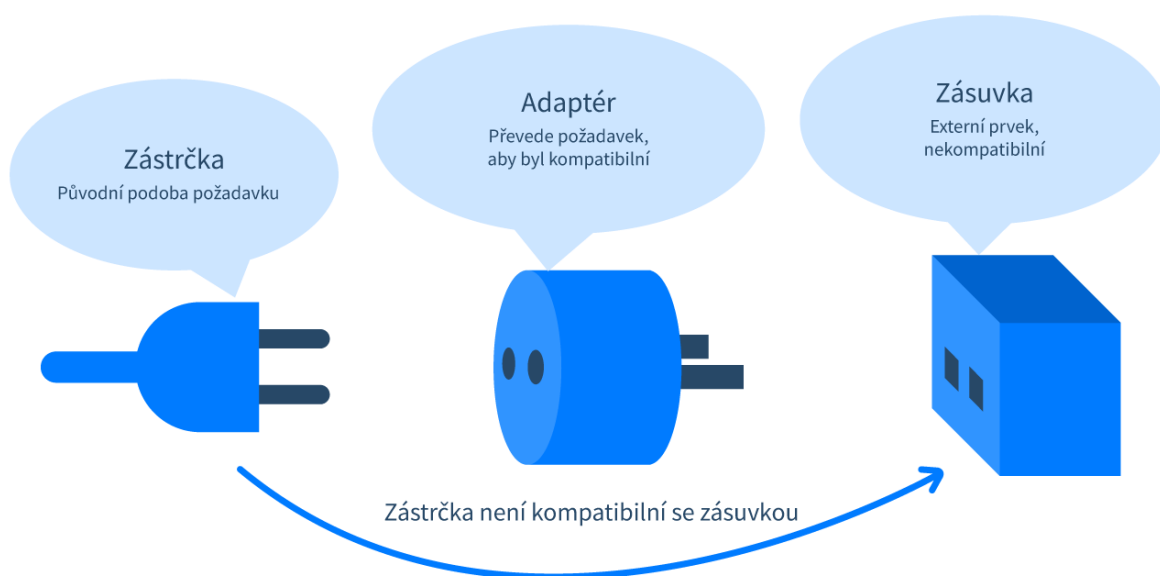 Zástrčka
Původní podoba požadavku
Adaptér
Převede požadavek,
aby byl kompatibilní
Zásuvka
Externí prvek,
nekompatibilní
Zástrčka není kompatibilní se zásuvkou